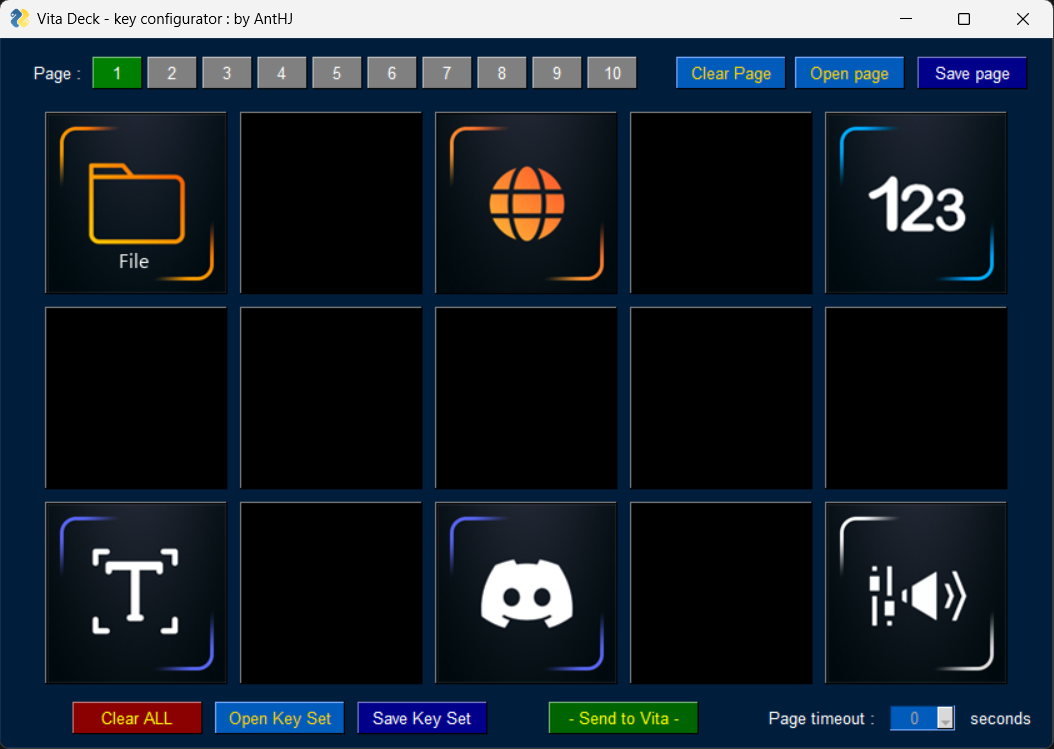 Vita Deck - key configurator : by AntHJ
Page : 1 2 3 4 5 6 7 8 9 10 Clear Page Open page Save page
123
File
T
Clear ALL Open Key Set Save Key Set - Send to Vita - Page timeout : 0 seconds